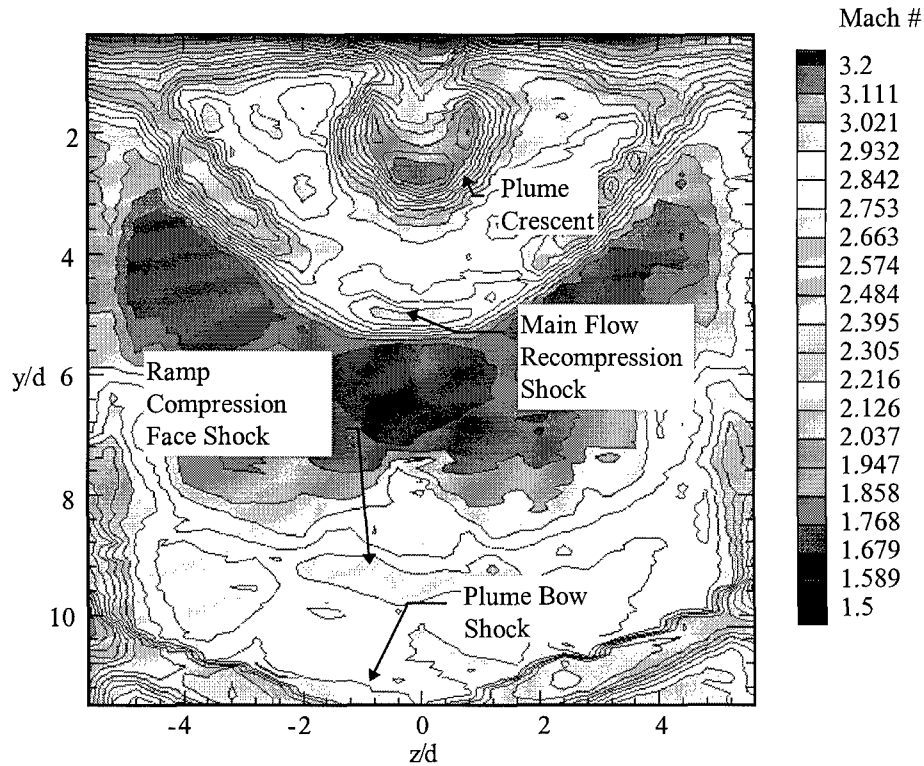 Mach #
3.2
3.111
3.021
2.932
2.842
2.753
2.663
2.574
2.484
2.395
2.305
2.216
2.126
2.037
1.947
1.858
1.768
1.679
1.589
1.5
2
4
y/d 6
8
10
Plume
Crescent
Main Flow
Recompression
Shock
Ramp
Compression
Face Shock
Plume Bow
Shock
-4 -2 0 2 4
z/d